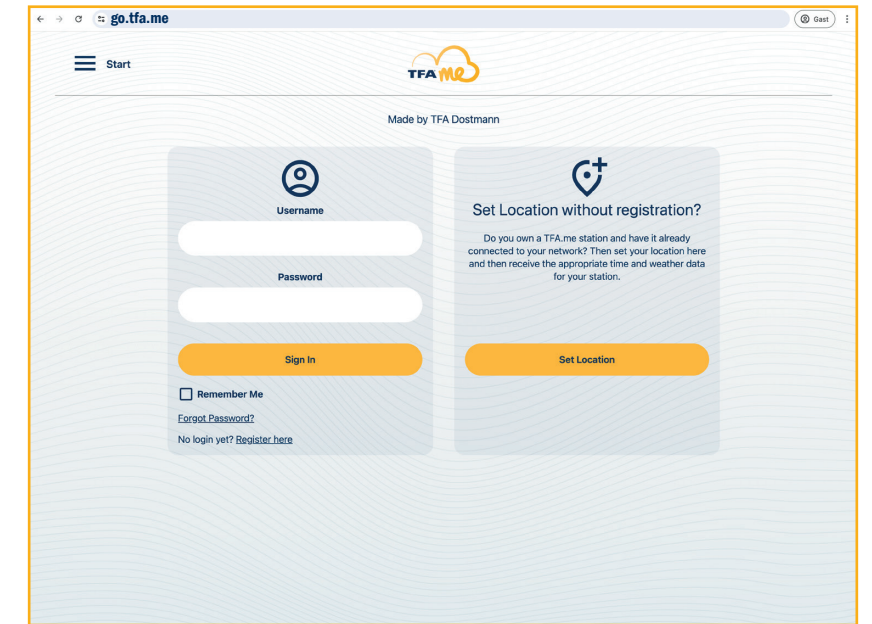 go.tfa.me
Gast
Start
TFA me
Made by TFA Dostmann
Username
Password
Sign In
Remember Me
Forgot Password?
No login yet? Register here
Set Location without registration?
Do you own a TFA.me station and have it already
connected to your network? Then set your location here
and then receive the appropriate time and weather data
for your station.
Set Location